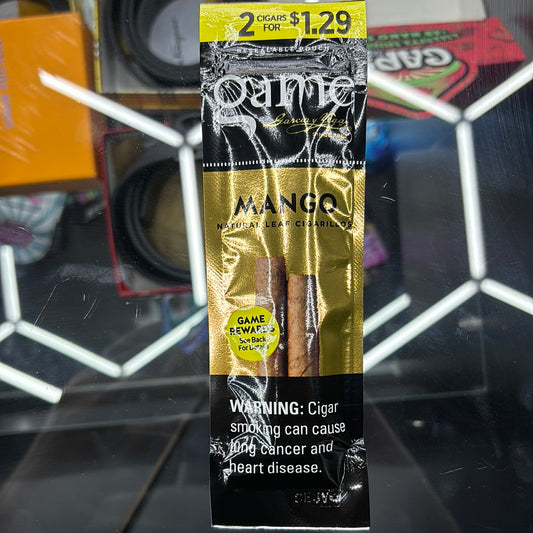 2 CIGARS FOR $1.29
RESEALABLE POUCH
game
Garcia y Vega
MANGO
NATURAL LEAF CIGARILLOS
GAME
REWARDS
See Back
For Details
WARNING: Cigar
smoking can cause
lung cancer and
heart disease.